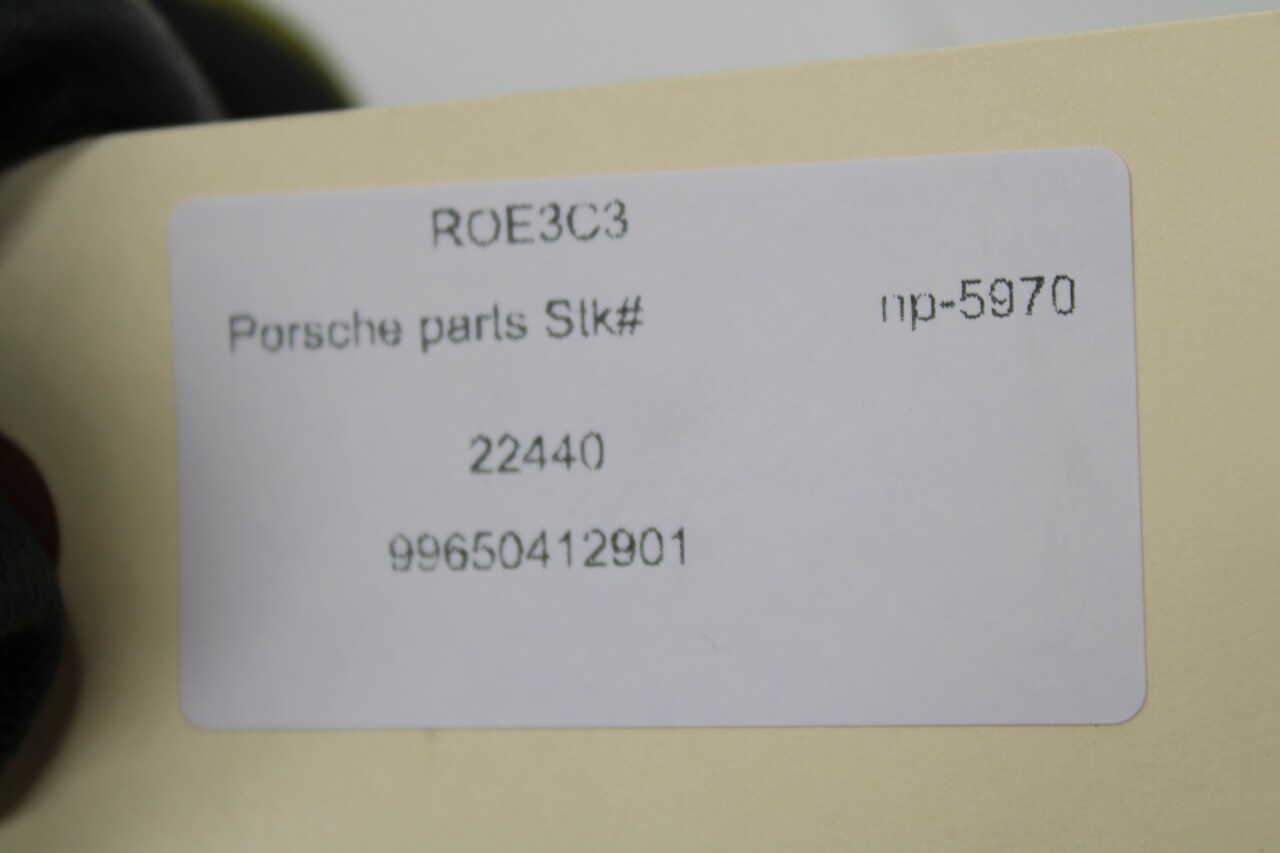 ROE3C3
Porsche parts Stk# np-5970
22440
99650412901